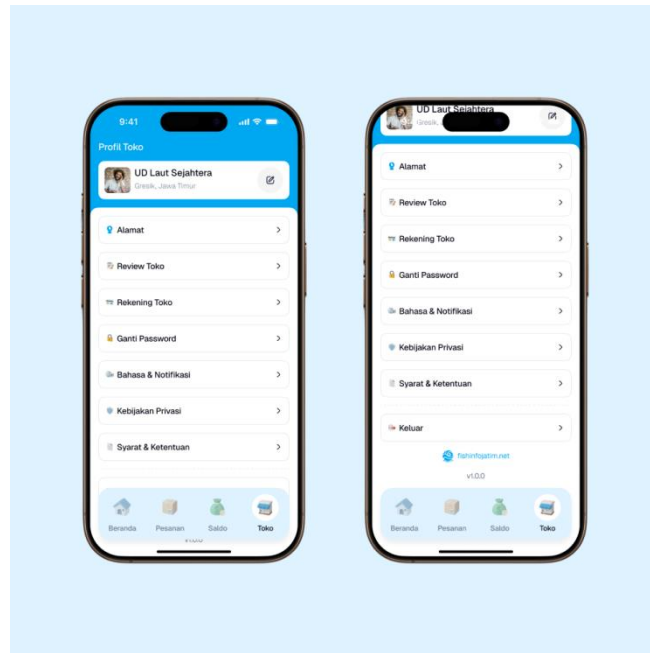 9:41
Profil Toko
UD Laut Sejahtera
Gresik, Jawa Timur
Alamat
Review Toko
Rekening Toko
Ganti Password
Bahasa & Notifikasi
Kebijakan Privasi
Syarat & Ketentuan
Beranda
Pesanan
Saldo
Toko
v1.0.0
UD Laut Sejahtera
Gresik,
Alamat
Review Toko
Rekening Toko
Ganti Password
Bahasa & Notifikasi
Kebijakan Privasi
Syarat & Ketentuan
Keluar
fishinfojatim.net
v1.0.0
Beranda
Pesanan
Saldo
Toko